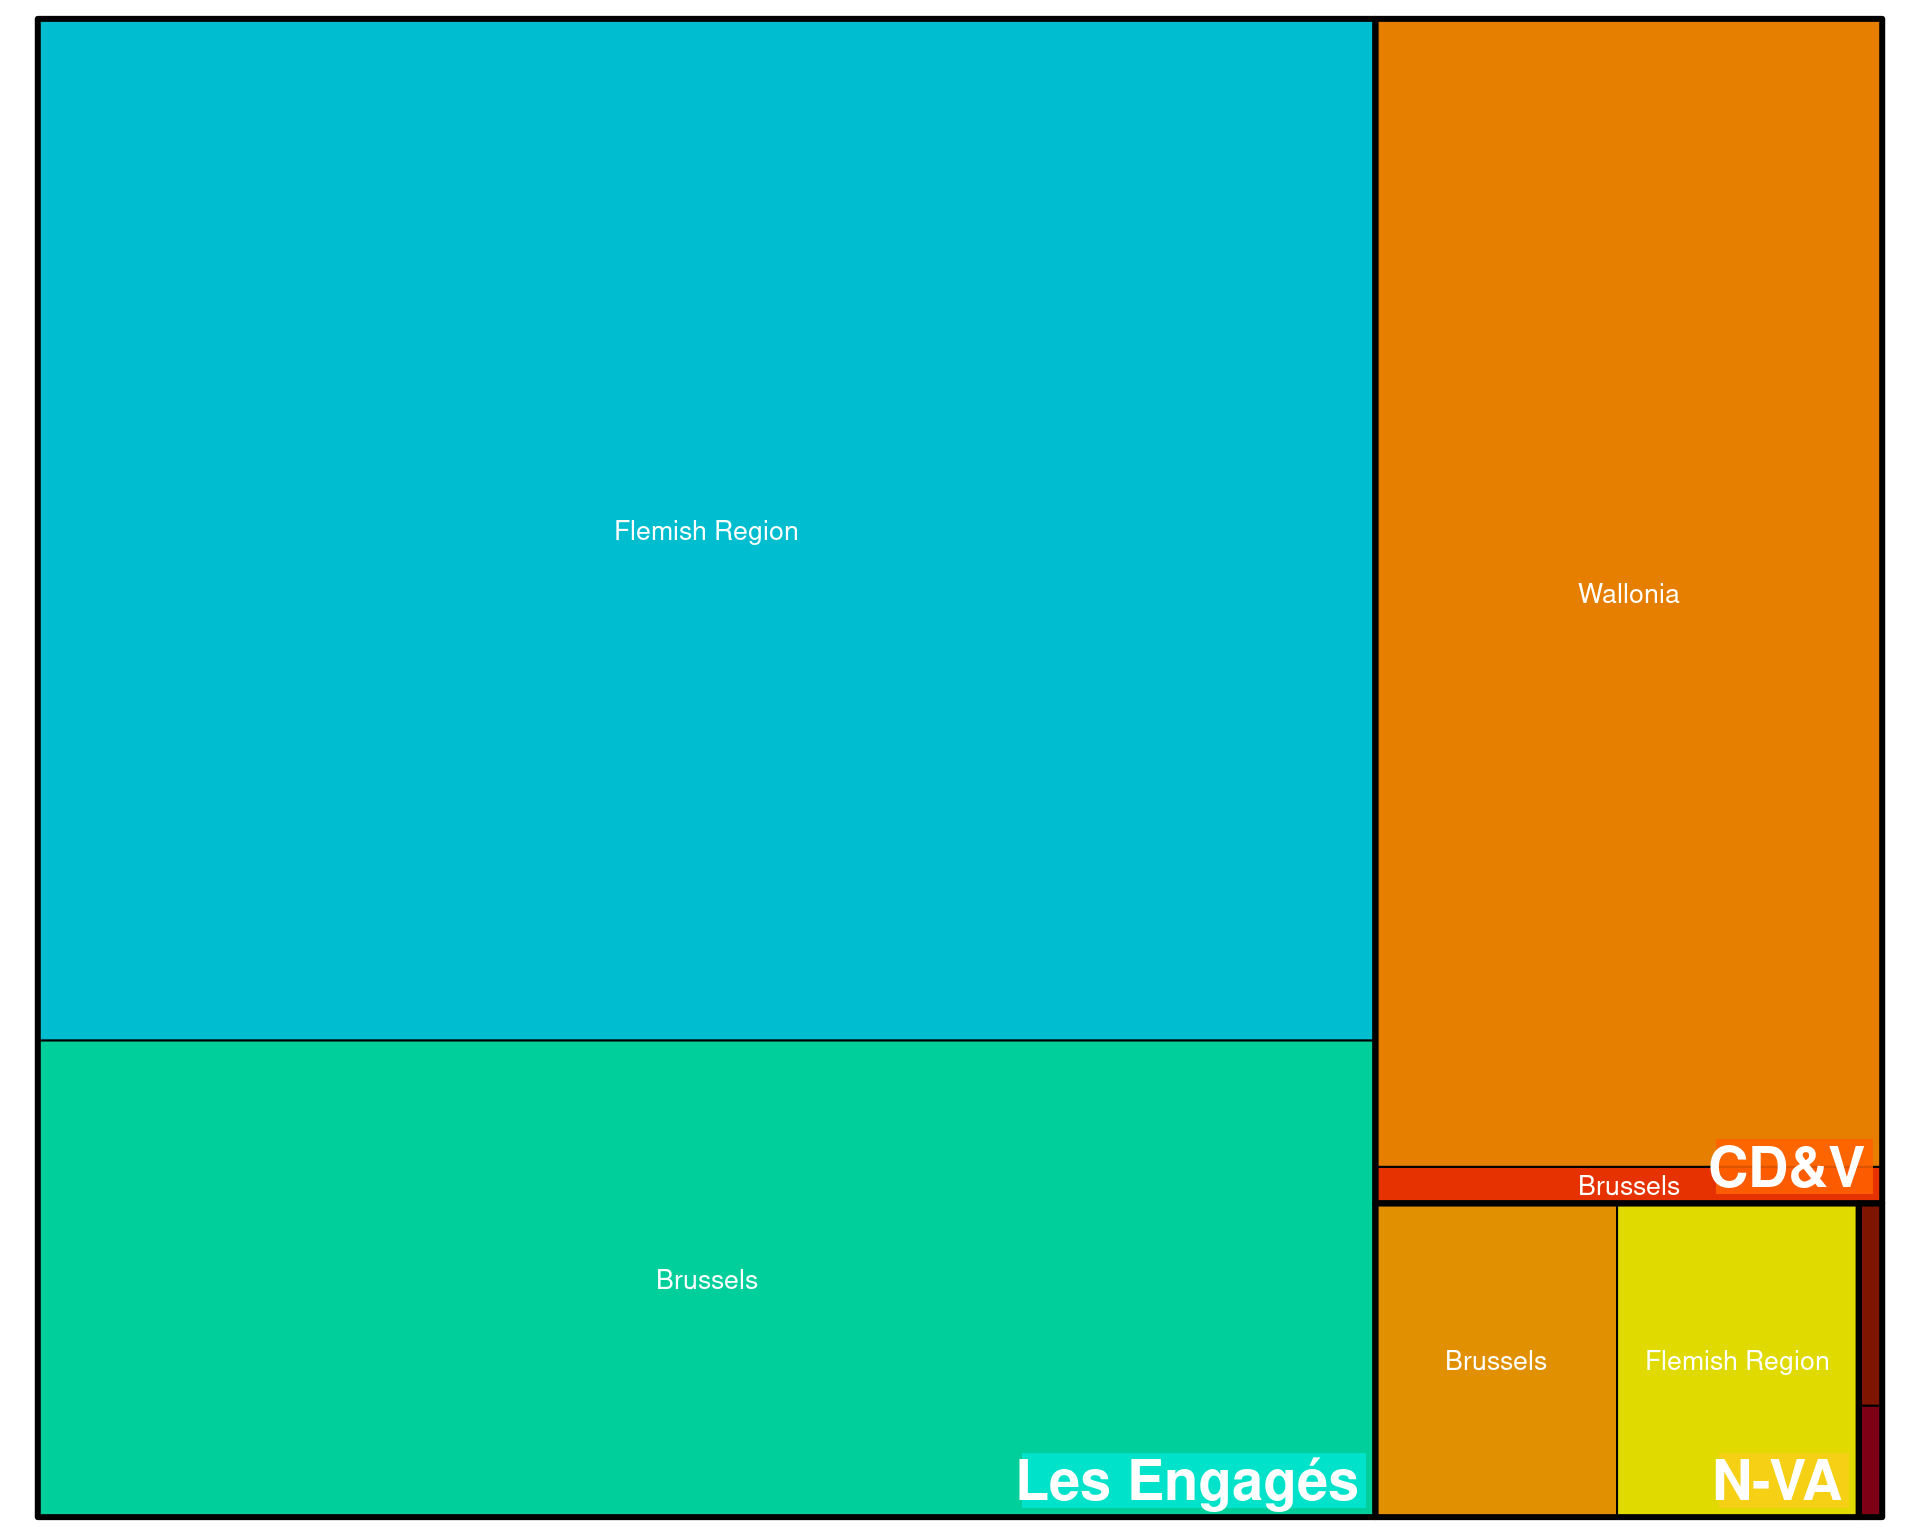 Flemish Region
Wallonia
CD&V
Brussels
Brussels
Brussels
Flemish Region
Les Engagés
N-VA